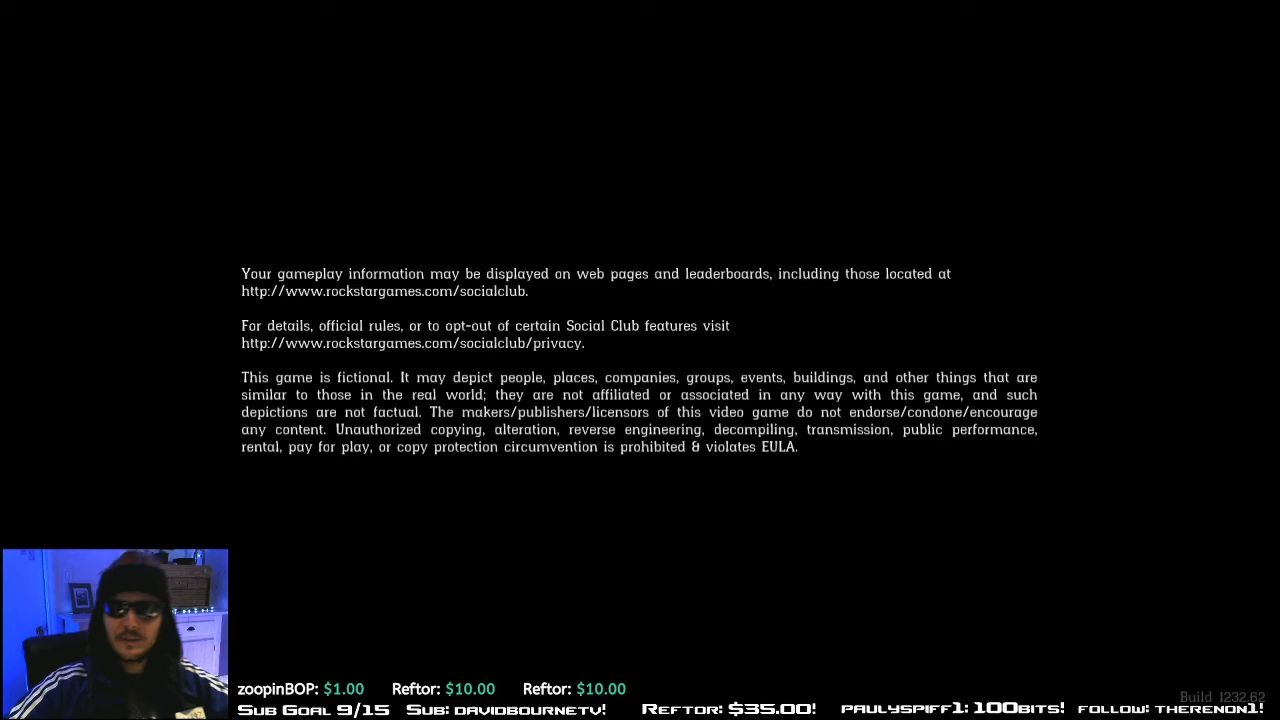 Your gameplay information may be displayed on web pages and leaderboards, including those located at
http://www.rockstargames.com/socialclub.
For details, official rules, or to opt-out of certain Social Club features visit
http://www.rockstargames.com/socialclub/privacy.
This game is fictional. It may depict people, places, companies, groups, events, buildings, and other things that are
similar to those in the real world; they are not affiliated or associated in any way with this game, and such
depictions are not factual. The makers/publishers/licensors of this video game do not endorse/condone/encourage
any content. Unauthorized copying, alteration, reverse engineering, decompiling, transmission, public performance,
rental, pay for play, or copy protection circumvention is prohibited & violates EULA.
zoopinBOP: $1.00 Reftor: $10.00 Reftor: $10.00
Build 1232.62
Sub Goal 9/15 Sub: davidbournetv! Reftor: $35.00! paulyspiff1: 100bits! follow: therenon1!